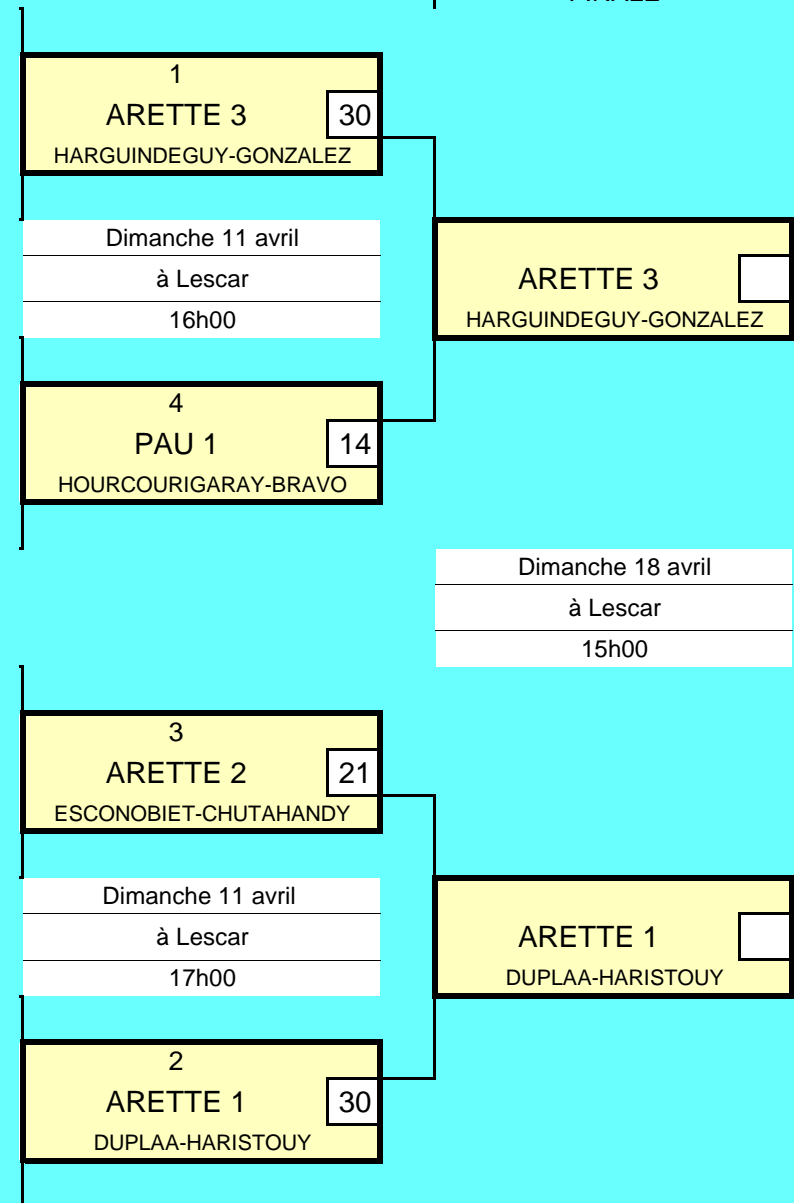 1
ARETTE 3
30
HARGUINDEGUY-GONZALEZ
Dimanche 11 avril
à Lescar
16h00
ARETTE 3
HARGUINDEGUY-GONZALEZ
4
PAU 1
14
HOURCOURIGARAY-BRAVO
Dimanche 18 avril
à Lescar
15h00
3
ARETTE 2
21
ESCONOBIET-CHUTAHANDY
Dimanche 11 avril
à Lescar
17h00
ARETTE 1
DUPLAA-HARISTOUY
2
ARETTE 1
30
DUPLAA-HARISTOUY